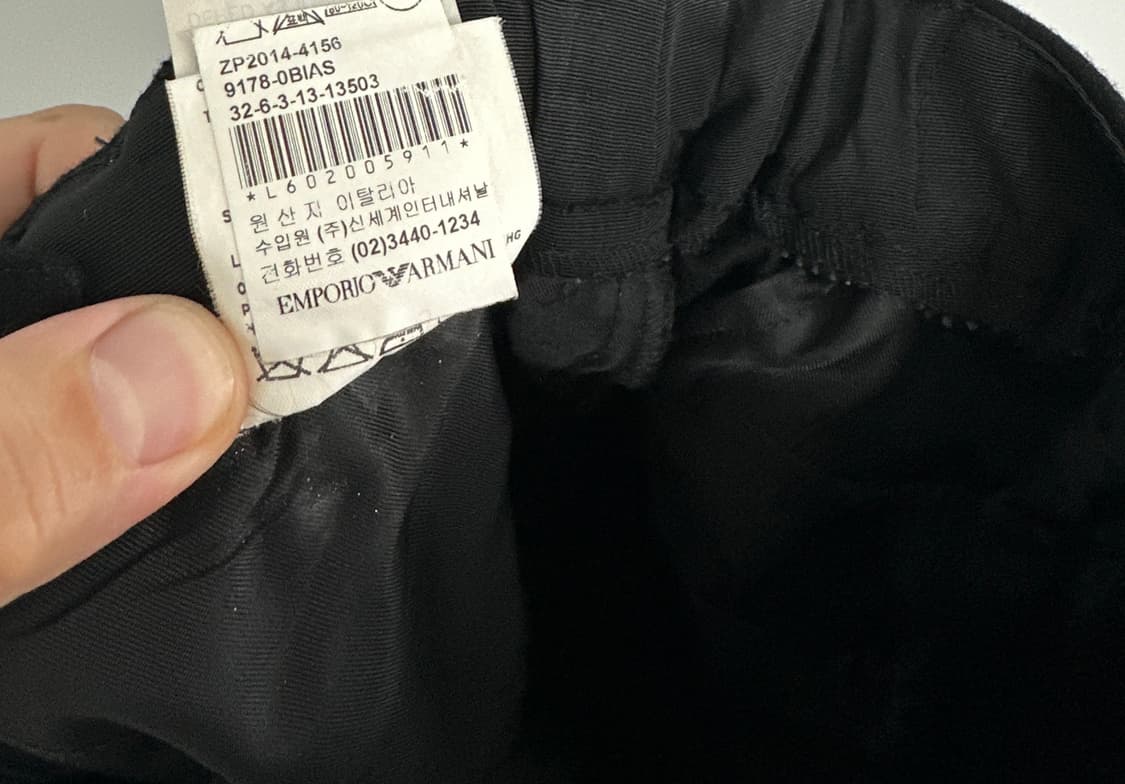 ZP2014-4156
9178-0BIAS
32-6-3-13-13503
*L602005911*
원 산 지 이탈리아
수입원 (주)신세계인터내셔날
전화번호 (02)3440-1234
EMPORIO ARMANI
HG